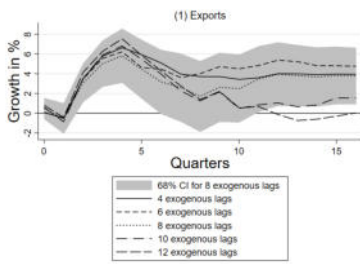 (1) Exports
Growth in %
8
6
4
2
0
-2
0
5
10
15
Quarters
68% CI for 8 exogenous lags
4 exogenous lags
6 exogenous lags
8 exogenous lags
10 exogenous lags
12 exogenous lags